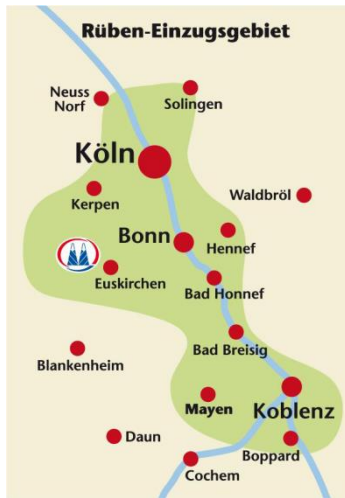 Rüben-Einzugsgebiet
Neuss
Norf
Solingen
Köln
Kerpen
Waldbröl
Bonn
Hennef
Euskirchen
Bad Honnef
Bad Breisig
Blankenheim
Mayen
Koblenz
Daun
Boppard
Cochem